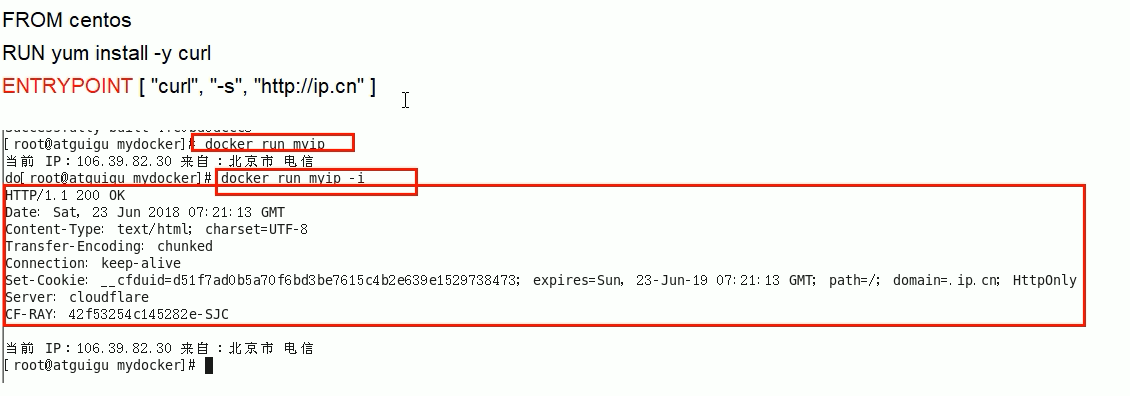 FROM centos
RUN yum install -y curl
ENTRYPOINT [ "curl", "-s", "http://ip.cn" ]
[root@atguigu mydocker]# docker run myip
当前 IP：106.39.82.30 来自：北京市 电信
do[root@atguigu mydocker]# docker run myip -i
HTTP/1.1 200 OK
Date: Sat, 23 Jun 2018 07:21:13 GMT
Content-Type: text/html; charset=UTF-8
Transfer-Encoding: chunked
Connection: keep-alive
Set-Cookie: __cfduid=d51f7ad0b5a70f6bd3be7615c4b2e639e1529738473; expires=Sun, 23-Jun-19 07:21:13 GMT; path=/; domain=.ip.cn; HttpOnly
Server: cloudflare
CF-RAY: 42f53254c145282e-SJC
当前 IP：106.39.82.30 来自：北京市 电信
[root@atguigu mydocker]#